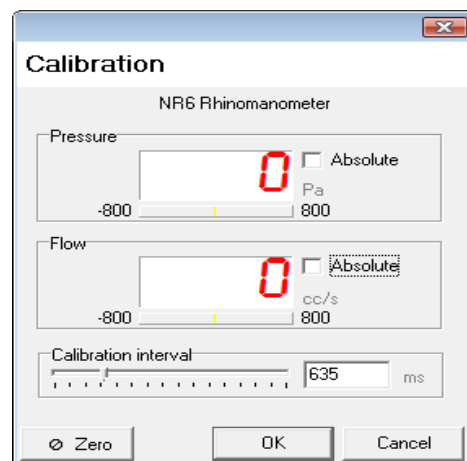 Calibration
NR6 Rhinomanometer
Pressure
0
Absolute
Pa
-800 800
Flow
0
Absolute
cc/s
-800 800
Calibration interval
635 ms
Ø Zero OK Cancel